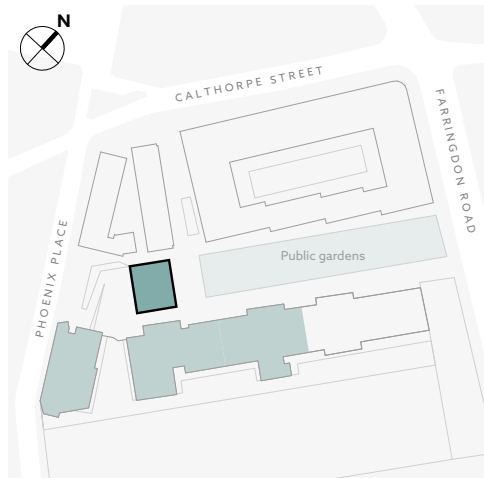 N
CALTHORPE STREET
FARRINGDON ROAD
PHOENIX PLACE
Public gardens